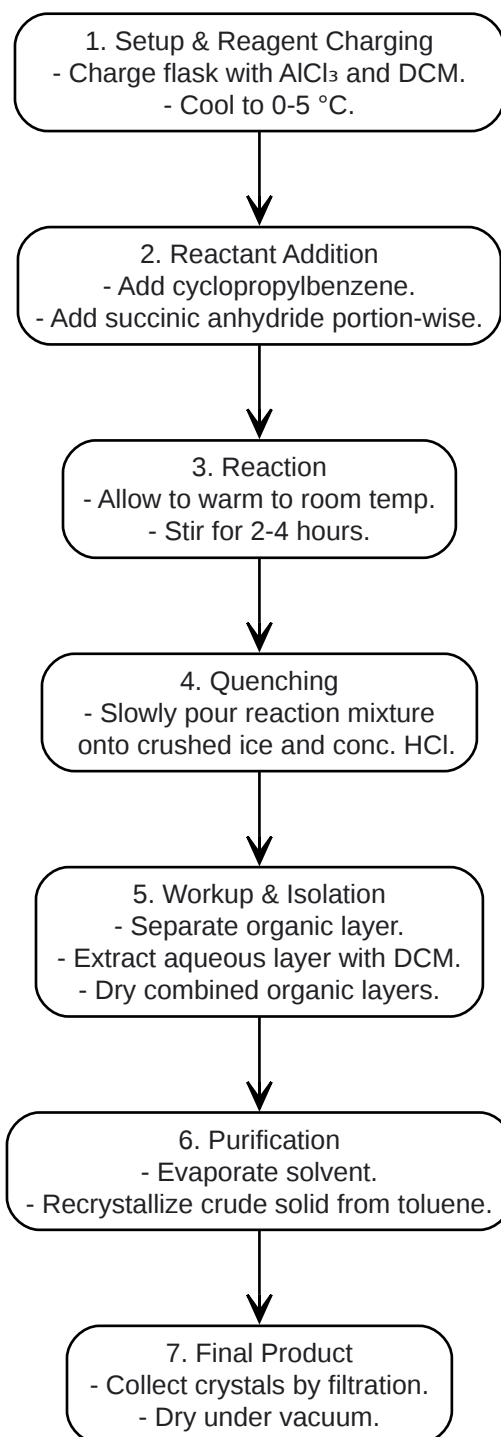 1. Setup & Reagent Charging
- Charge flask with AlCl₃ and DCM.
- Cool to 0-5 °C.
2. Reactant Addition
- Add cyclopropylbenzene.
- Add succinic anhydride portion-wise.
3. Reaction
- Allow to warm to room temp.
- Stir for 2-4 hours.
4. Quenching
- Slowly pour reaction mixture
onto crushed ice and conc. HCl.
5. Workup & Isolation
- Separate organic layer.
- Extract aqueous layer with DCM.
- Dry combined organic layers.
6. Purification
- Evaporate solvent.
- Recrystallize crude solid from toluene.
7. Final Product
- Collect crystals by filtration.
- Dry under vacuum.